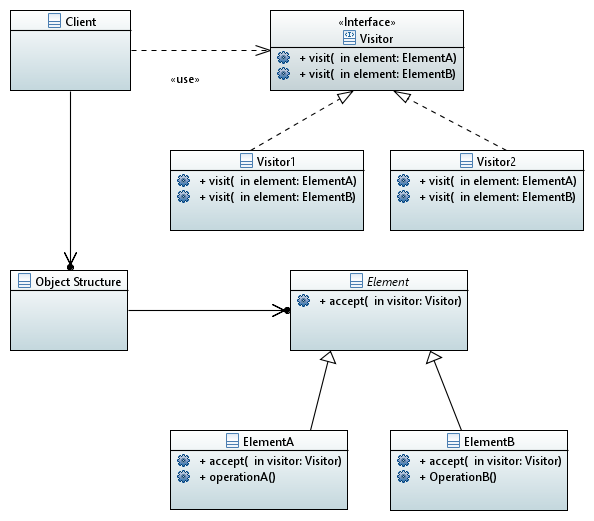 Client
«Interface»
Visitor
+ visit(  in element: ElementA)
+ visit(  in element: ElementB)
«use»
Visitor1
+ visit(  in element: ElementA)
+ visit(  in element: ElementB)
Visitor2
+ visit(  in element: ElementA)
+ visit(  in element: ElementB)
Object Structure
Element
+ accept(  in visitor: Visitor)
ElementA
+ accept(  in visitor: Visitor)
+ operationA()
ElementB
+ accept(  in visitor: Visitor)
+ OperationB()